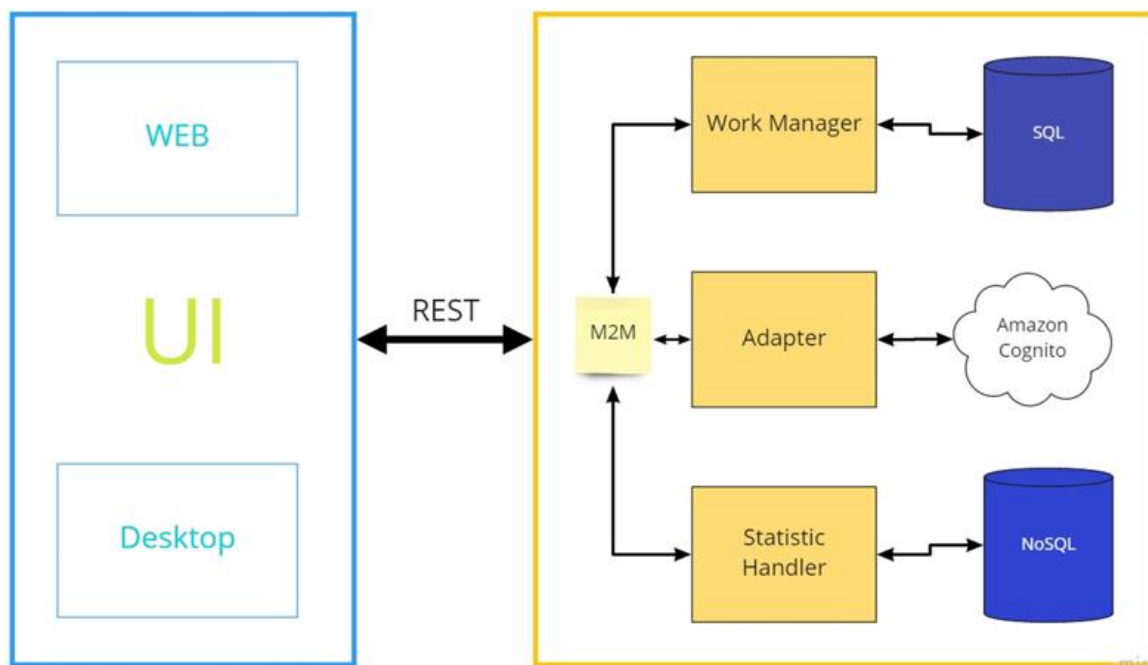 WEB
UI
Desktop
REST
M2M
Work Manager
SQL
Adapter
Amazon
Cognito
Statistic
Handler
NoSQL